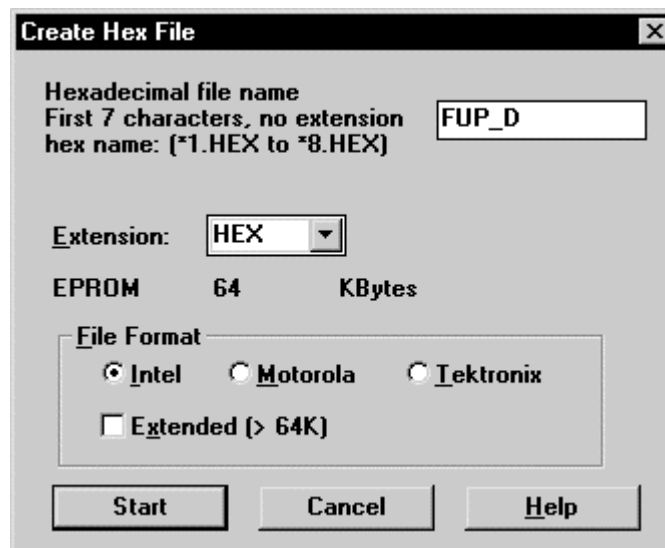 Create Hex File
Hexadecimal file name
First 7 characters, no extension
hex name: (*1.HEX to *8.HEX)
FUP_D
Extension: HEX
EPROM 64 KBytes
File Format
Intel Motorola Tektronix
Extended (> 64K)
Start Cancel Help